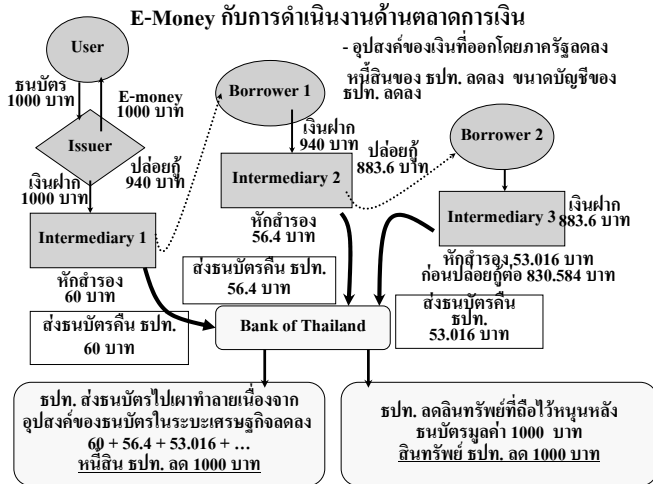 E-Money กับการดำเนินงานด้านตลาดการเงิน
User
ธนบัตร
1000 บาท
E-money
1000 บาท
Issuer
เงินฝาก
1000 บาท
ปล่อยกู้
940 บาท
Intermediary 1
หักสำรอง
60 บาท
ส่งธนบัตรคืน ธปท.
60 บาท
- อุปสงค์ของเงินที่ออกโดยภาครัฐลดลง
หนี้สินของ ธปท. ลดลง ขนาดบัญชีของ
ธปท. ลดลง
Borrower 1
เงินฝาก
940 บาท
ปล่อยกู้
883.6 บาท
Intermediary 2
หักสำรอง
56.4 บาท
ส่งธนบัตรคืน ธปท.
56.4 บาท
Borrower 2
เงินฝาก
883.6 บาท
Intermediary 3
หักสำรอง 53.016 บาท
ก่อนปล่อยกู้ต่อ 830.584 บาท
ส่งธนบัตรคืน
ธปท.
53.016 บาท
Bank of Thailand
ธปท. ส่งธนบัตรไปเผาทำลายเนื่องจาก
อุปสงค์ของธนบัตรในระบะเศรษฐกิจลดลง
60 + 56.4 + 53.016 + …
หนี้สิน ธปท. ลด 1000 บาท
ธปท. ลดสินทรัพย์ที่ถือไว้หนุนหลัง
ธนบัตรมูลค่า 1000 บาท
สินทรัพย์ ธปท. ลด 1000 บาท